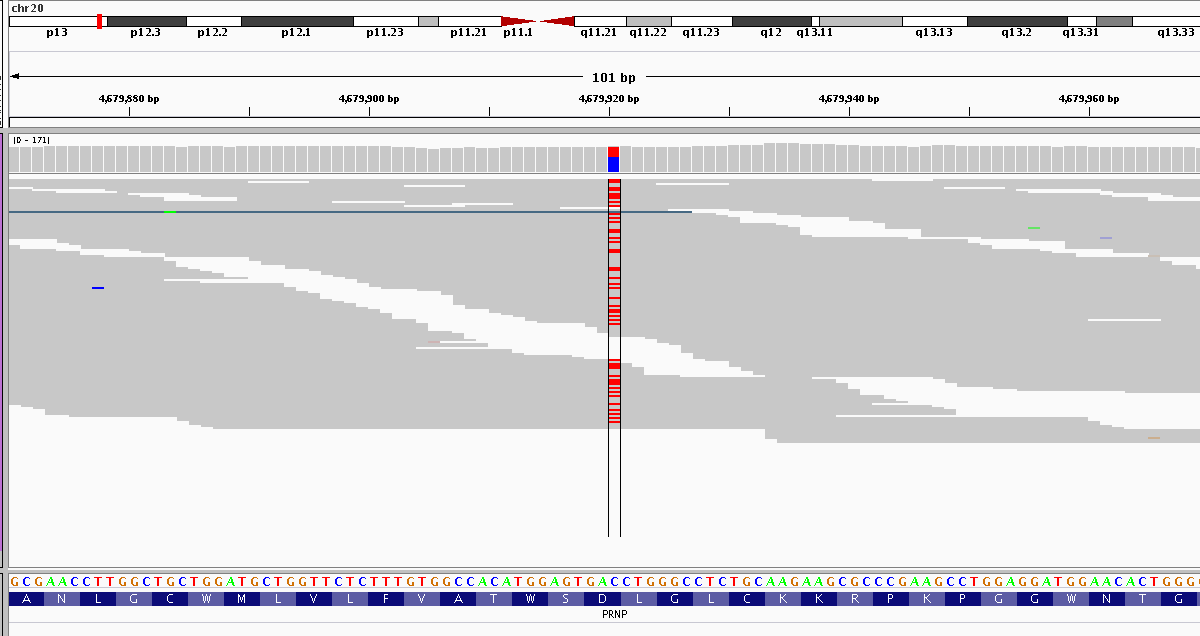 chr20
p13 p12.3 p12.2 p12.1 p11.23 p11.21 p11.1 q11.21 q11.22 q11.23 q12 q13.11 q13.13 q13.2 q13.31 q13.33
101 bp
4,679,880 bp 4,679,900 bp 4,679,920 bp 4,679,940 bp 4,679,960 bp
[0 - 171]
GCGAACCTTGGCTGCTGGATGCTGGTTCTCTTTGTGGCCACATGGAGTGACCTGGGCCTCTGCAAGAAGCGCCCGAAGCCTGGAGGATGGAACACTGGG
A N L G C W M L V L F V A T W S D L G L C K K R P K P G G W N T G
PRNP